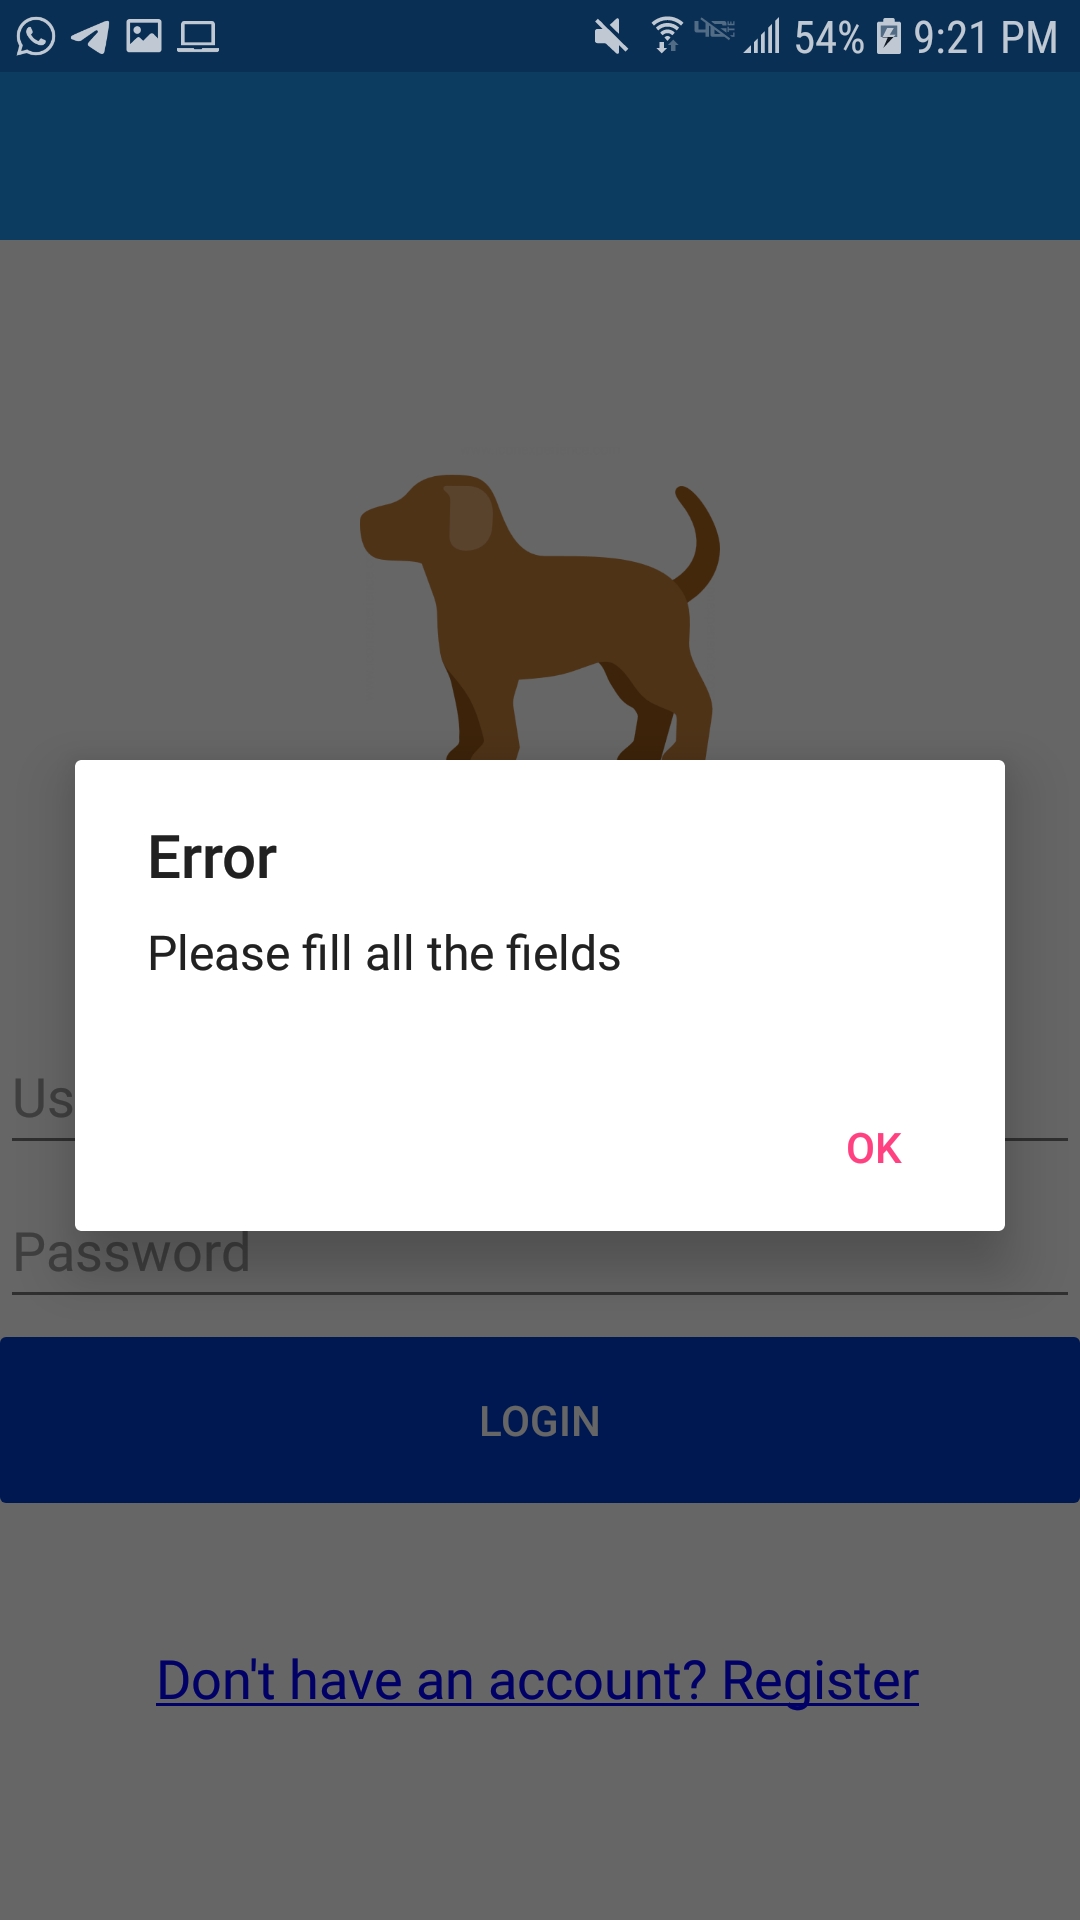 54% 9:21 PM
Error
Please fill all the fields
Us
OK
Password
LOGIN
Don't have an account? Register